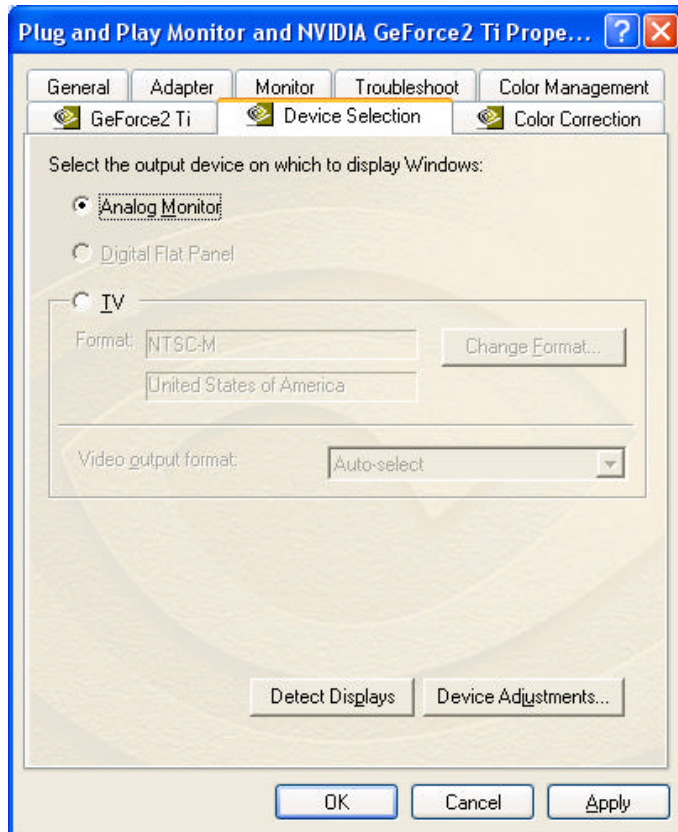 Plug and Play Monitor and NVIDIA GeForce2 Ti Prope... ?
General Adapter Monitor Troubleshoot Color Management
GeForce2 Ti Device Selection Color Correction
Select the output device on which to display Windows:
Analog Monitor
Digital Flat Panel
TV
Format: NTSC-M Change Format...
United States of America
Video output format: Auto-select
Detect Displays Device Adjustments...
OK Cancel Apply